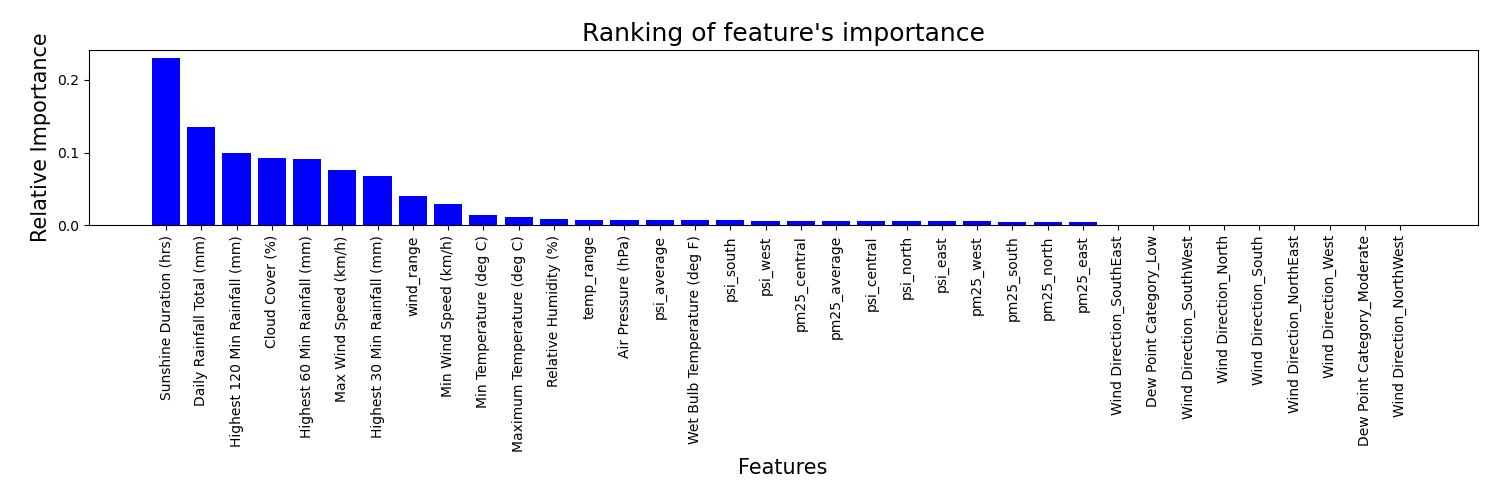 Ranking of feature's importance
Relative Importance
0.2
0.1
0.0
Sunshine Duration (hrs)
Daily Rainfall Total (mm)
Highest 120 Min Rainfall (mm)
Cloud Cover (%)
Highest 60 Min Rainfall (mm)
Max Wind Speed (km/h)
Highest 30 Min Rainfall (mm)
wind_range
Min Wind Speed (km/h)
Min Temperature (deg C)
Maximum Temperature (deg C)
Relative Humidity (%)
temp_range
Air Pressure (hPa)
psi_average
Wet Bulb Temperature (deg F)
psi_south
psi_west
pm25_central
pm25_average
psi_central
psi_north
psi_east
pm25_west
pm25_south
pm25_north
pm25_east
Wind Direction_SouthEast
Dew Point Category_Low
Wind Direction_SouthWest
Wind Direction_North
Wind Direction_South
Wind Direction_NorthEast
Wind Direction_West
Dew Point Category_Moderate
Wind Direction_NorthWest
Features